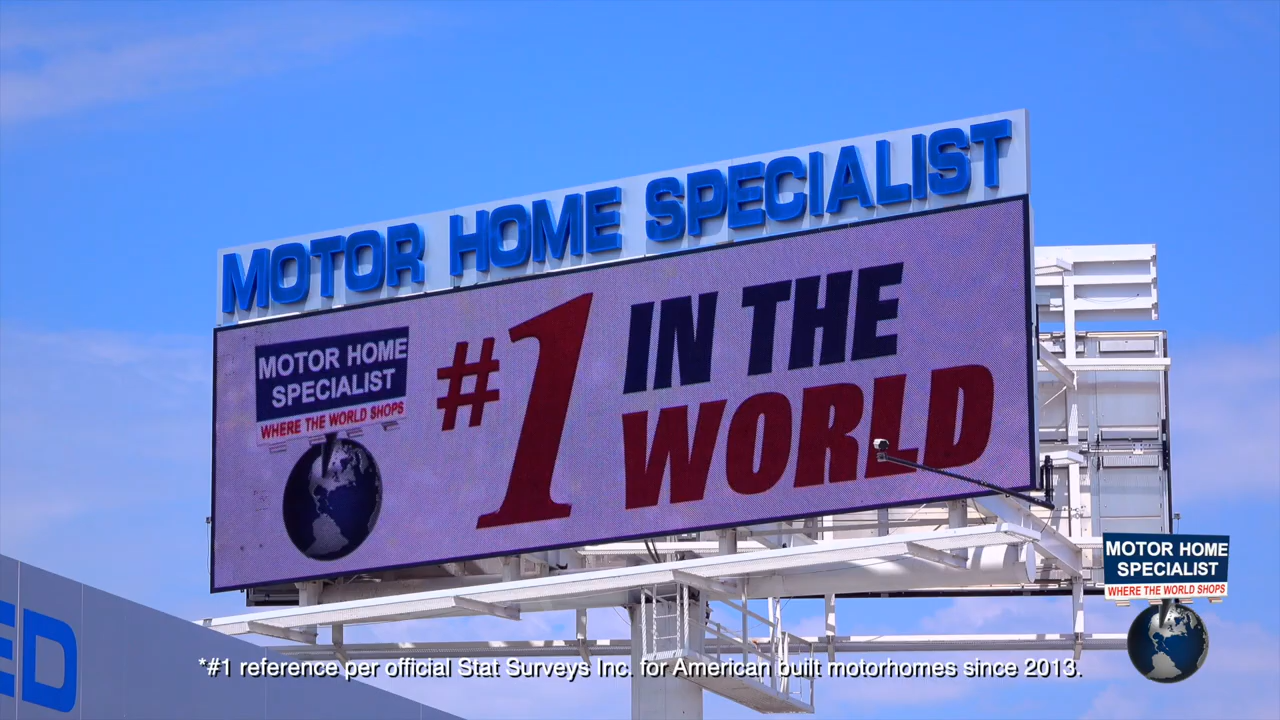 MOTOR HOME SPECIALIST
MOTOR HOME
SPECIALIST
WHERE THE WORLD SHOPS
#1 IN THE
WORLD
ED
MOTOR HOME
SPECIALIST
WHERE THE WORLD SHOPS
*#1 reference per official Stat Surveys Inc. for American built motorhomes since 2013.